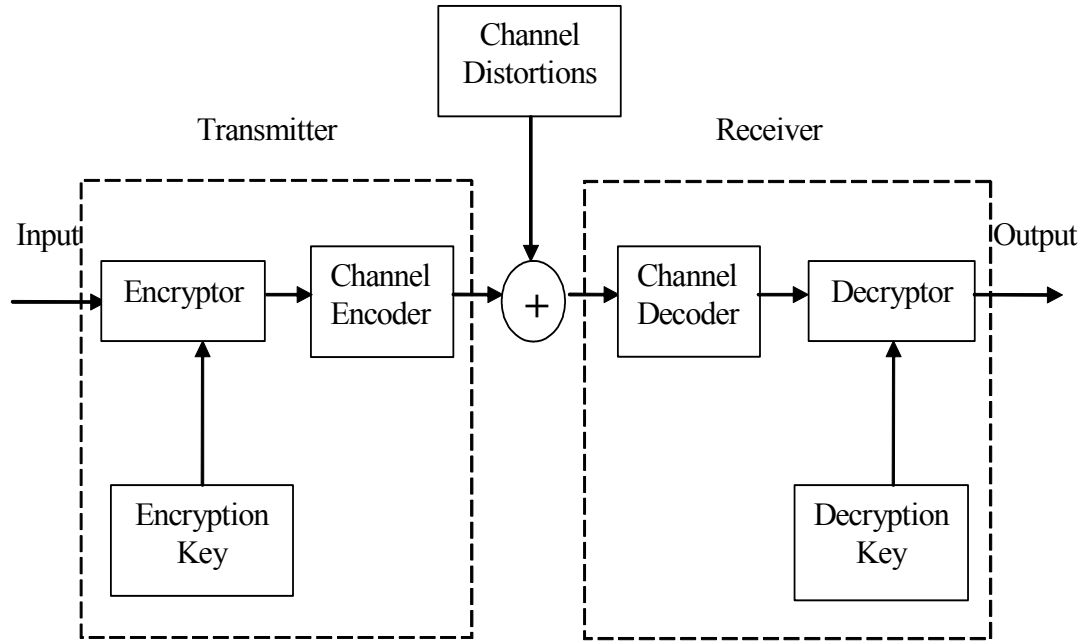 Channel
Distortions
Transmitter
Receiver
Input
Output
Encryptor
Channel
Encoder
+
Channel
Decoder
Decryptor
Encryption
Key
Decryption
Key